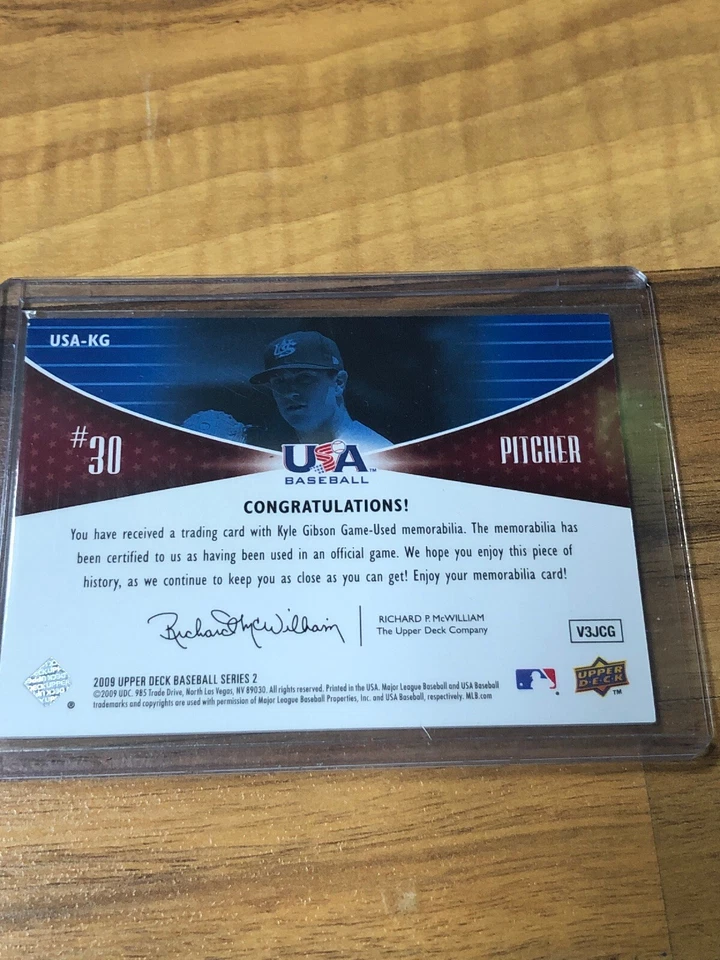 USA-KG
#30
PITCHER
USA™
BASEBALL
CONGRATULATIONS!
You have received a trading card with Kyle Gibson Game-Used memorabilia. The memorabilia has
been certified to us as having been used in an official game. We hope you enjoy this piece of
history, as we continue to keep you as close as you can get! Enjoy your memorabilia card!
Richard P. McWilliam
RICHARD P. McWILLIAM
The Upper Deck Company
V3JCG
2009 UPPER DECK BASEBALL SERIES 2
©2009 UDC. 985 Trade Drive, North Las Vegas, NV 89030. All rights reserved. Printed in the USA. Major League Baseball and USA Baseball
trademarks and copyrights are used with permission of Major League Baseball Properties, Inc. and USA Baseball, respectively. MLB.com
®
UPPER
DECK
™